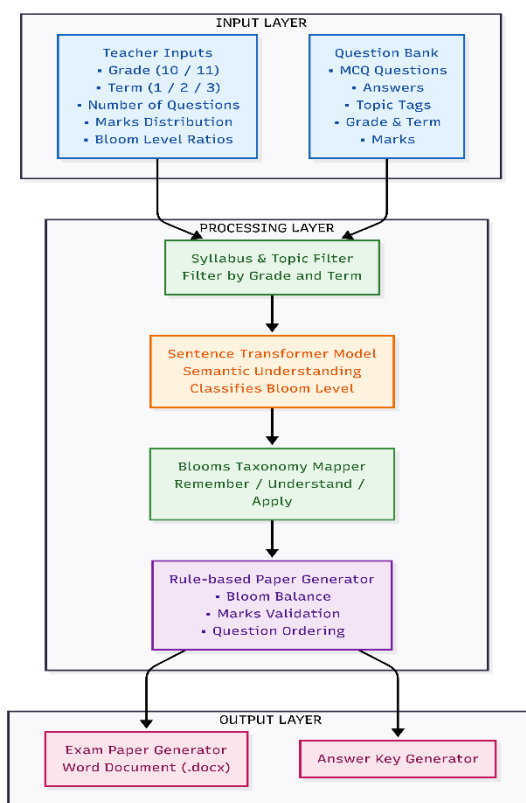 INPUT LAYER
Teacher Inputs
▪ Grade (10 / 11)
▪ Term (1 / 2 / 3)
▪ Number of Questions
▪ Marks Distribution
▪ Bloom Level Ratios
Question Bank
▪ MCQ Questions
▪ Answers
▪ Topic Tags
▪ Grade & Term
▪ Marks
PROCESSING LAYER
Syllabus & Topic Filter
Filter by Grade and Term
Sentence Transformer Model
Semantic Understanding
Classifies Bloom Level
Blooms Taxonomy Mapper
Remember / Understand /
Apply
Rule-based Paper Generator
▪ Bloom Balance
▪ Marks Validation
▪ Question Ordering
OUTPUT LAYER
Exam Paper Generator
Word Document (.docx)
Answer Key Generator